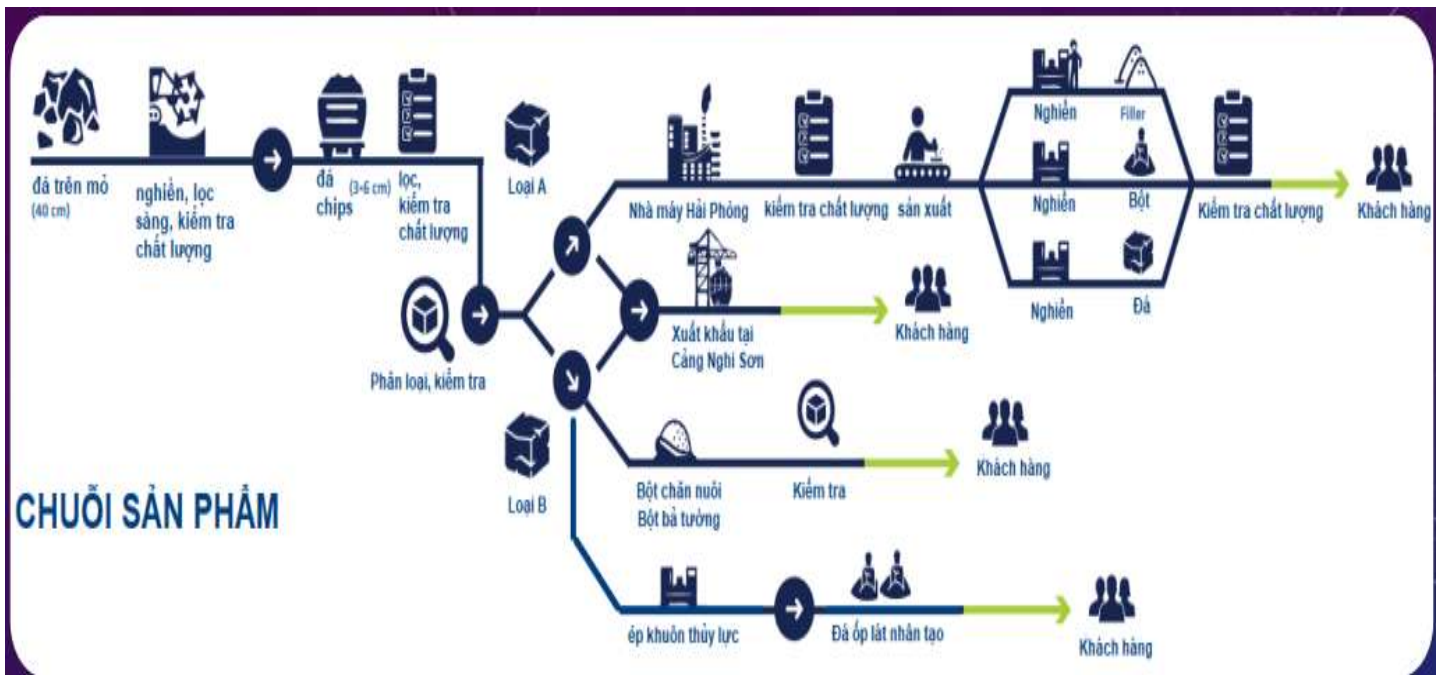 đá trên mỏ
(40 cm)
nghiền, lọc
sàng, kiểm tra
chất lượng
đá
chips
(3-6 cm)
lọc,
kiểm tra
chất lượng
Phân loại, kiểm tra
Loại A
Nhà máy Hải Phòng
kiểm tra chất lượng
sản xuất
Nghiền
Filler
Nghiền
Bột
Nghiền
Đá
Kiểm tra chất lượng
Khách hàng
Xuất khẩu tại
Cảng Nghi Sơn
Khách hàng
Loại B
Bột chăn nuôi
Bột bả tường
Kiểm tra
Khách hàng
CHUỖI SẢN PHẨM
ép khuôn thủy lực
Đá ốp lát nhân tạo
Khách hàng